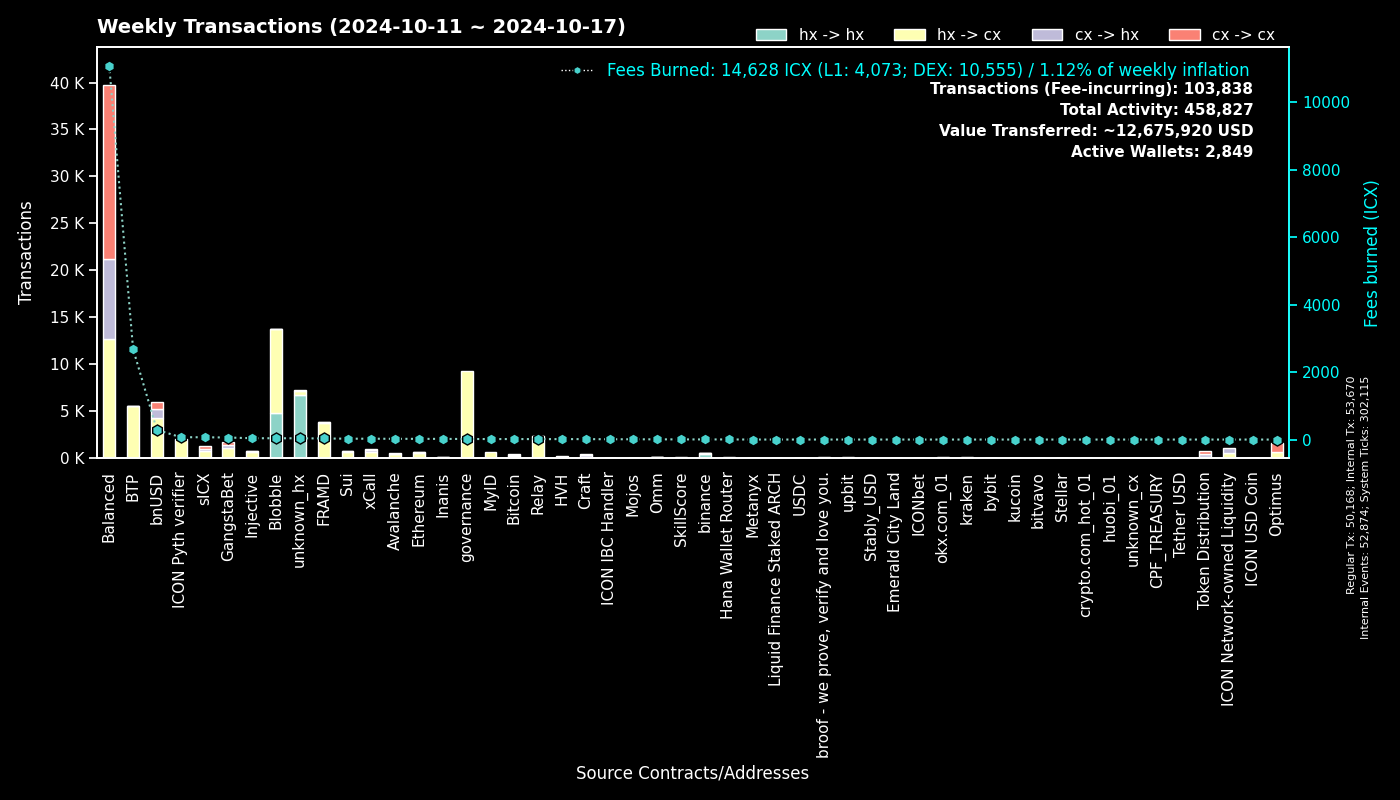 Weekly Transactions (2024-10-11 ~ 2024-10-17)
hx -> hx
hx -> cx
cx -> hx
cx -> cx
Fees Burned: 14,628 ICX (L1: 4,073; DEX: 10,555) / 1.12% of weekly inflation
Transactions (Fee-incurring): 103,838
Total Activity: 458,827
Value Transferred: ~12,675,920 USD
Active Wallets: 2,849
Transactions
40 K
35 K
30 K
25 K
20 K
15 K
10 K
5 K
0 K
10000
8000
6000
4000
2000
0
Fees burned (ICX)
Regular Tx: 50,168; Internal Tx: 53,670
Internal Events: 52,874; System Ticks: 302,115
Balanced
BTP
bnUSD
ICON Pyth verifier
sICX
GangstaBet
Injective
Blobble
unknown_hx
FRAMD
Sui
xCall
Avalanche
Ethereum
Inanis
governance
MyID
Bitcoin
Relay
HVH
Craft
ICON IBC Handler
Mojos
Omm
SkillScore
binance
Hana Wallet Router
Metanyx
Liquid Finance Staked ARCH
USDC
broof - we prove, verify and love you.
upbit
Stably_USD
Emerald City Land
ICONbet
okx.com_01
kraken
bybit
kucoin
bitvavo
Stellar
crypto.com_hot_01
huobi_01
unknown_cx
CPF_TREASURY
Tether USD
Token Distribution
ICON Network-owned Liquidity
ICON USD Coin
Optimus
Source Contracts/Addresses